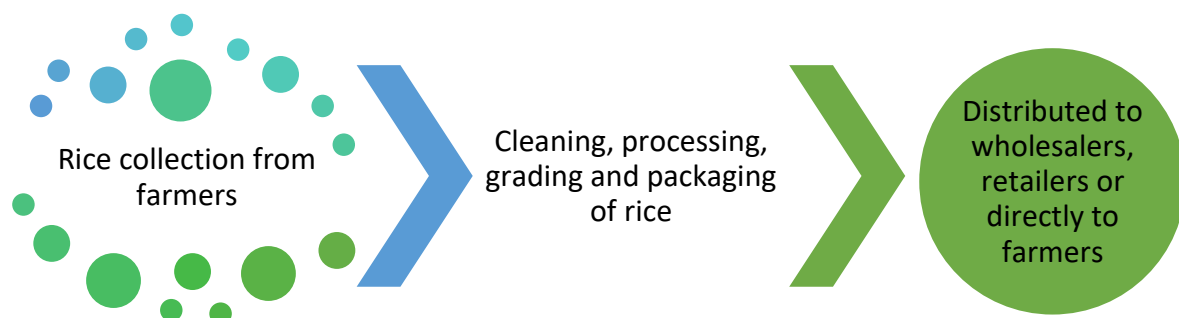 Rice collection from
farmers
Cleaning, processing,
grading and packaging
of rice
Distributed to
wholesalers,
retailers or
directly to
farmers